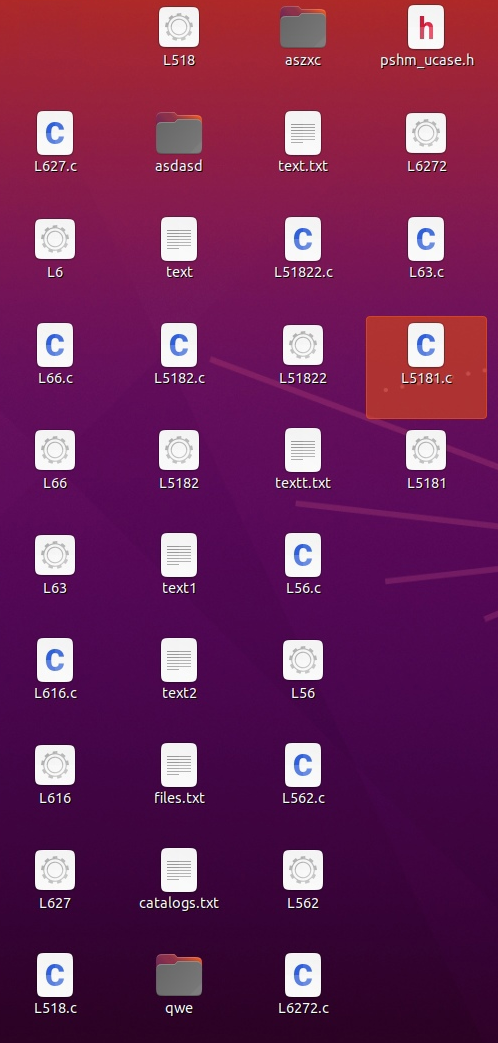 L518
aszxc
h
pshm_ucase.h
C
L627.c
asdasd
text.txt
L6272
L6
text
C
L51822.c
C
L63.c
C
L66.c
C
L5182.c
L51822
C
L5181.c
L66
L5182
textt.txt
L5181
L63
text1
C
L56.c
C
L616.c
text2
L56
L616
files.txt
C
L562.c
L627
catalogs.txt
L562
C
L518.c
qwe
C
L6272.c